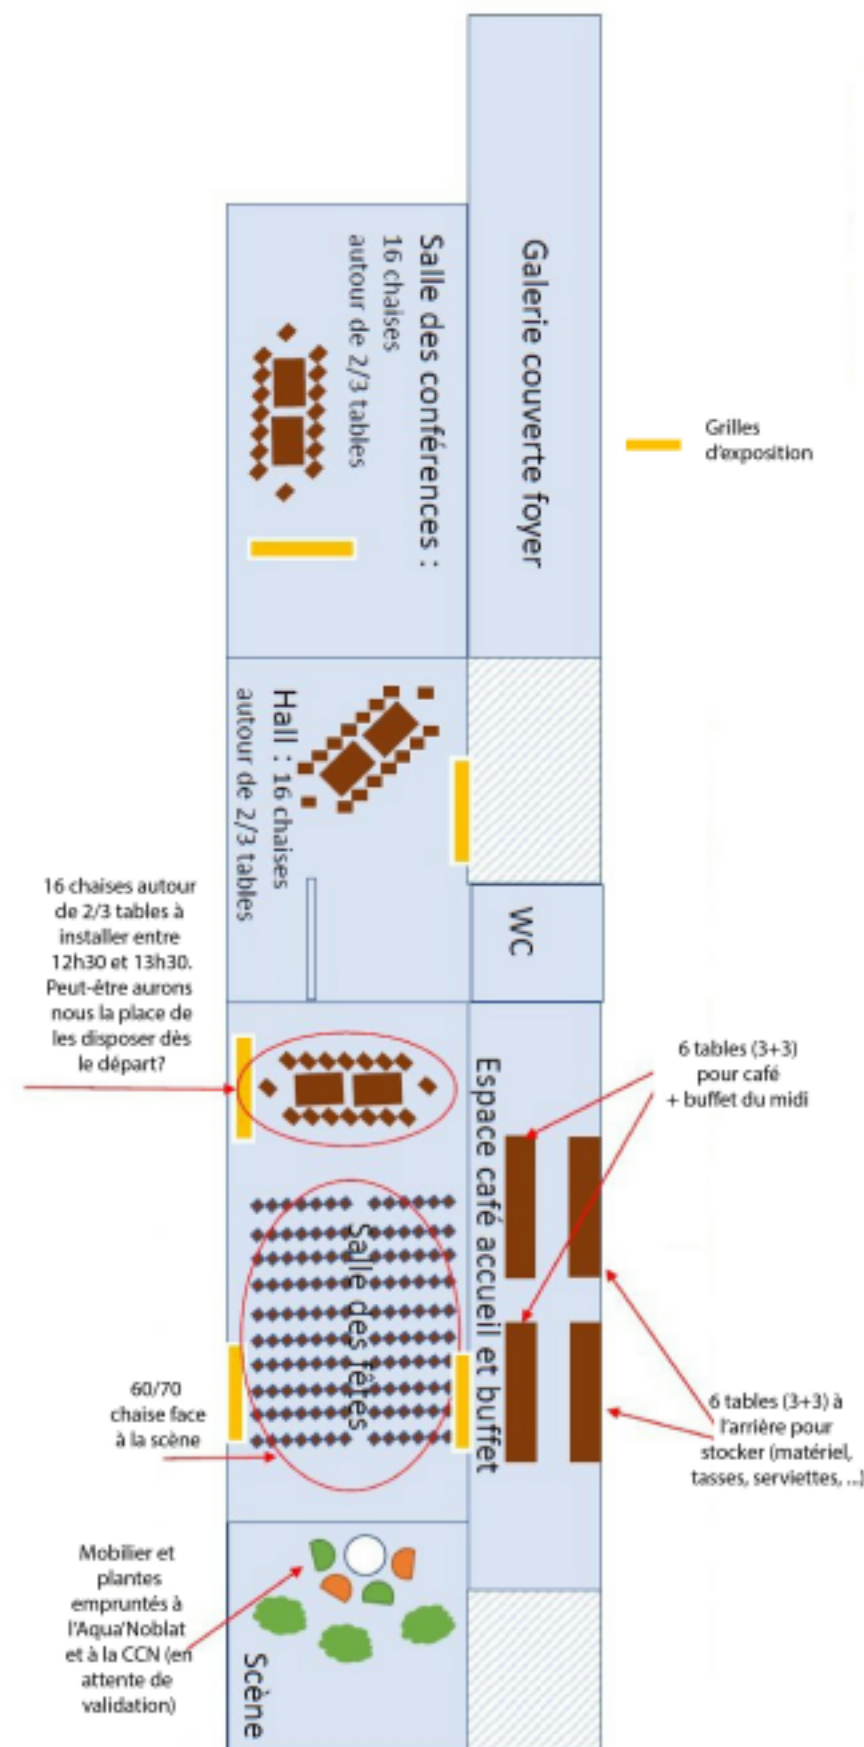 Galerie couverte foyer
Salle des conférences :
16 chaises
autour de 2/3 tables
Grilles
d'exposition
Hall : 16 chaises
autour de 2/3 tables
WC
16 chaises autour
de 2/3 tables à
installer entre
12h30 et 13h30.
Peut-être aurons
nous la place de
les disposer dès
le départ?
6 tables (3+3)
pour café
+ buffet du midi
Espace café accueil et buffet
Salle des fêtes
60/70
chaise face
à la scène
6 tables (3+3) à
l'arrière pour
stocker (matériel,
tasses, serviettes, ...)
Mobilier et
plantes
empruntés à
l'Aqua'Noblat
et à la CCN (en
attente de
validation)
Scène